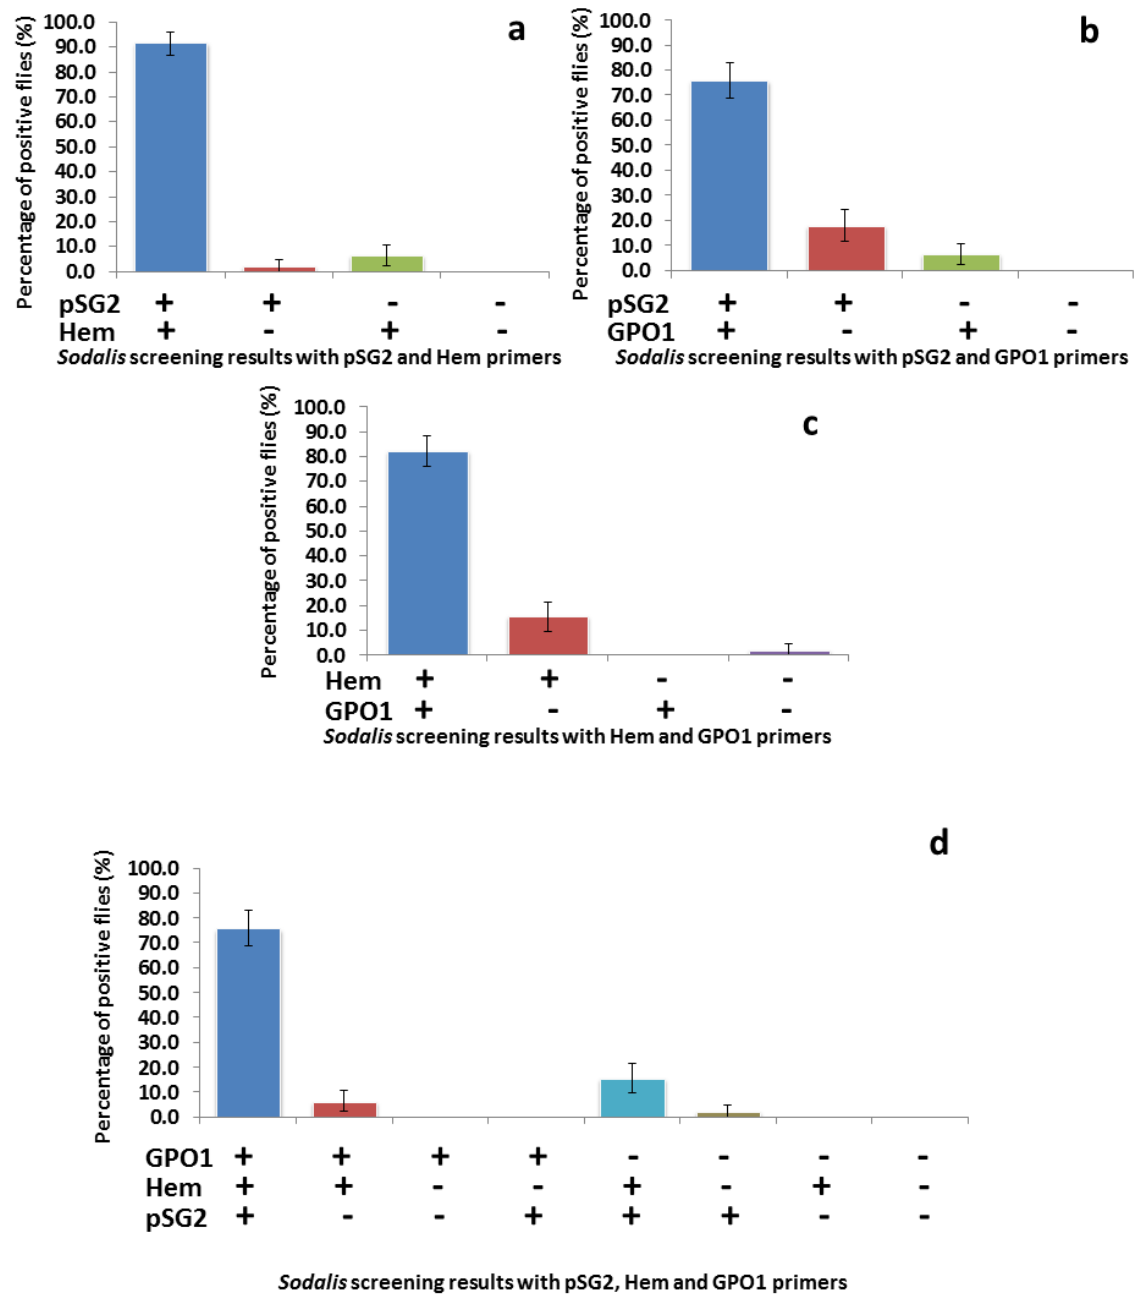 a
Percentage of positive flies (%)
100.0
90.0
80.0
70.0
60.0
50.0
40.0
30.0
20.0
10.0
0.0
pSG2 + + - -
Hem + - + -
Sodalis screening results with pSG2 and Hem primers
b
Percentage of positive flies (%)
100.0
90.0
80.0
70.0
60.0
50.0
40.0
30.0
20.0
10.0
0.0
pSG2 + + - -
GPO1 + - + -
Sodalis screening results with pSG2 and GPO1 primers
c
Percentage of positive flies (%)
100.0
90.0
80.0
70.0
60.0
50.0
40.0
30.0
20.0
10.0
0.0
Hem + + - -
GPO1 + - + -
Sodalis screening results with Hem and GPO1 primers
d
Percentage of positive flies (%)
100.0
90.0
80.0
70.0
60.0
50.0
40.0
30.0
20.0
10.0
0.0
GPO1 + + + + - - - -
Hem + + - - + - + -
pSG2 + - - + + + - -
Sodalis screening results with pSG2, Hem and GPO1 primers